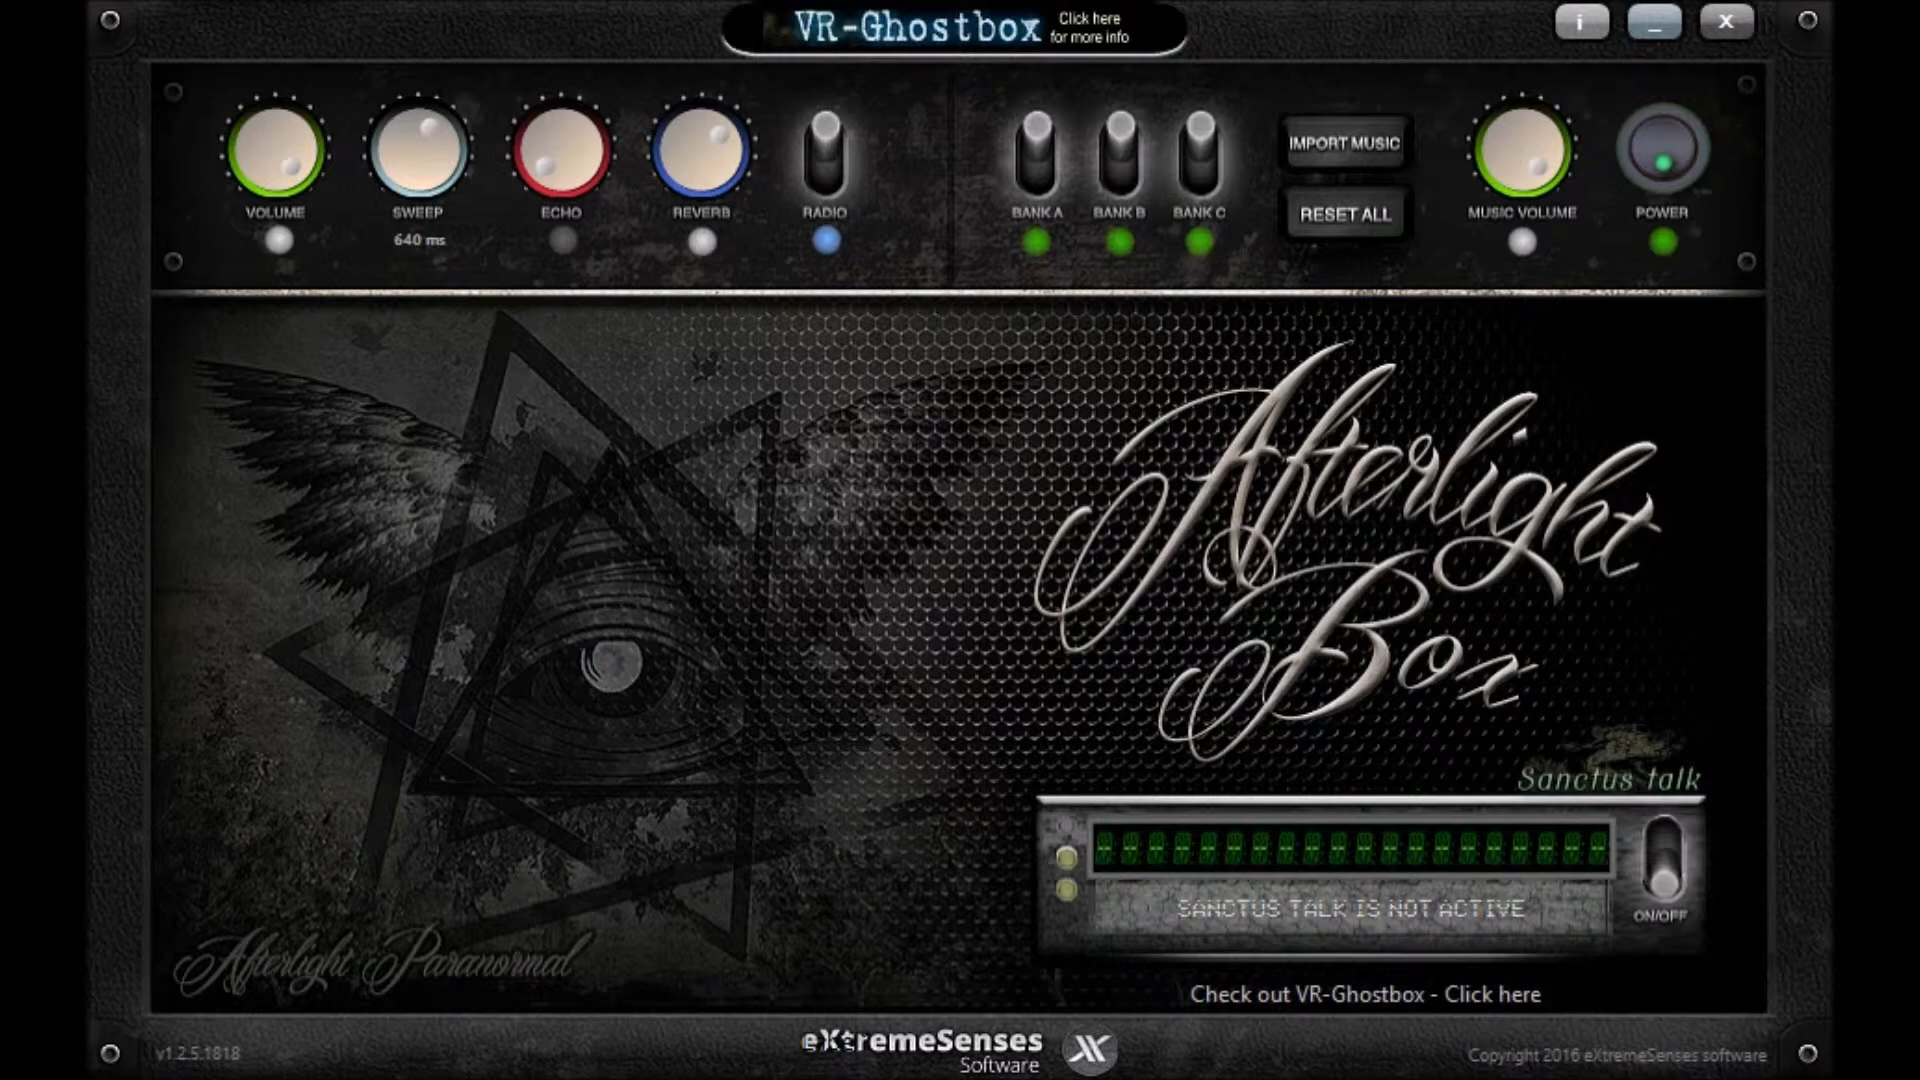 VR-Ghostbox
Click here
for more info
i
_
X
VOLUME
SWEEP
640 ms
ECHO
REVERB
RADIO
BANK A
BANK B
BANK C
IMPORT MUSIC
RESET ALL
MUSIC VOLUME
POWER
Afterlight
Box
Sanctus talk
SANCTUS TALK IS NOT ACTIVE
ON/OFF
Afterlight Paranormal
Check out VR-Ghostbox - Click here
v1.2.5.1818
eXtremeSenses
Software
Copyright 2016 eXtremeSenses software